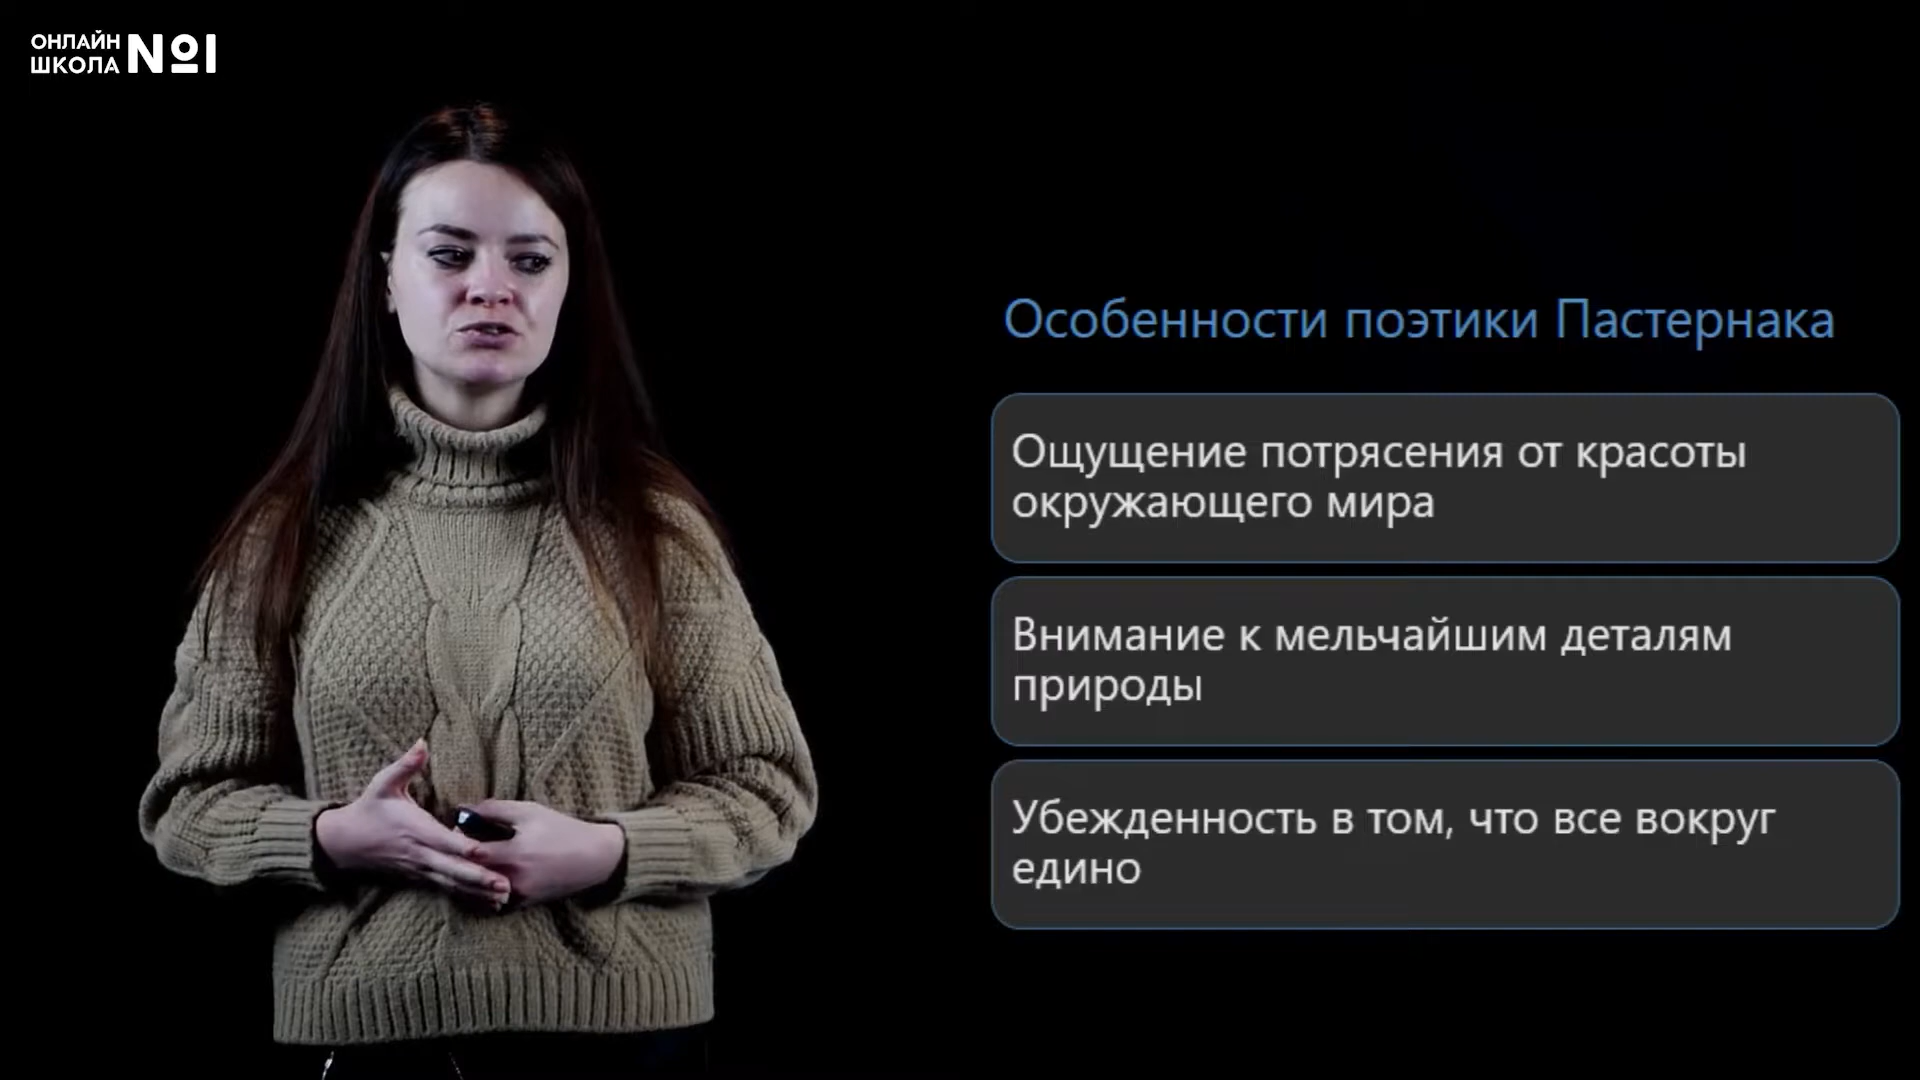 ОНЛАЙН
ШКОЛА №1
Особенности поэтики Пастернака
Ощущение потрясения от красоты
окружающего мира
Внимание к мельчайшим деталям
природы
Убежденность в том, что все вокруг
едино